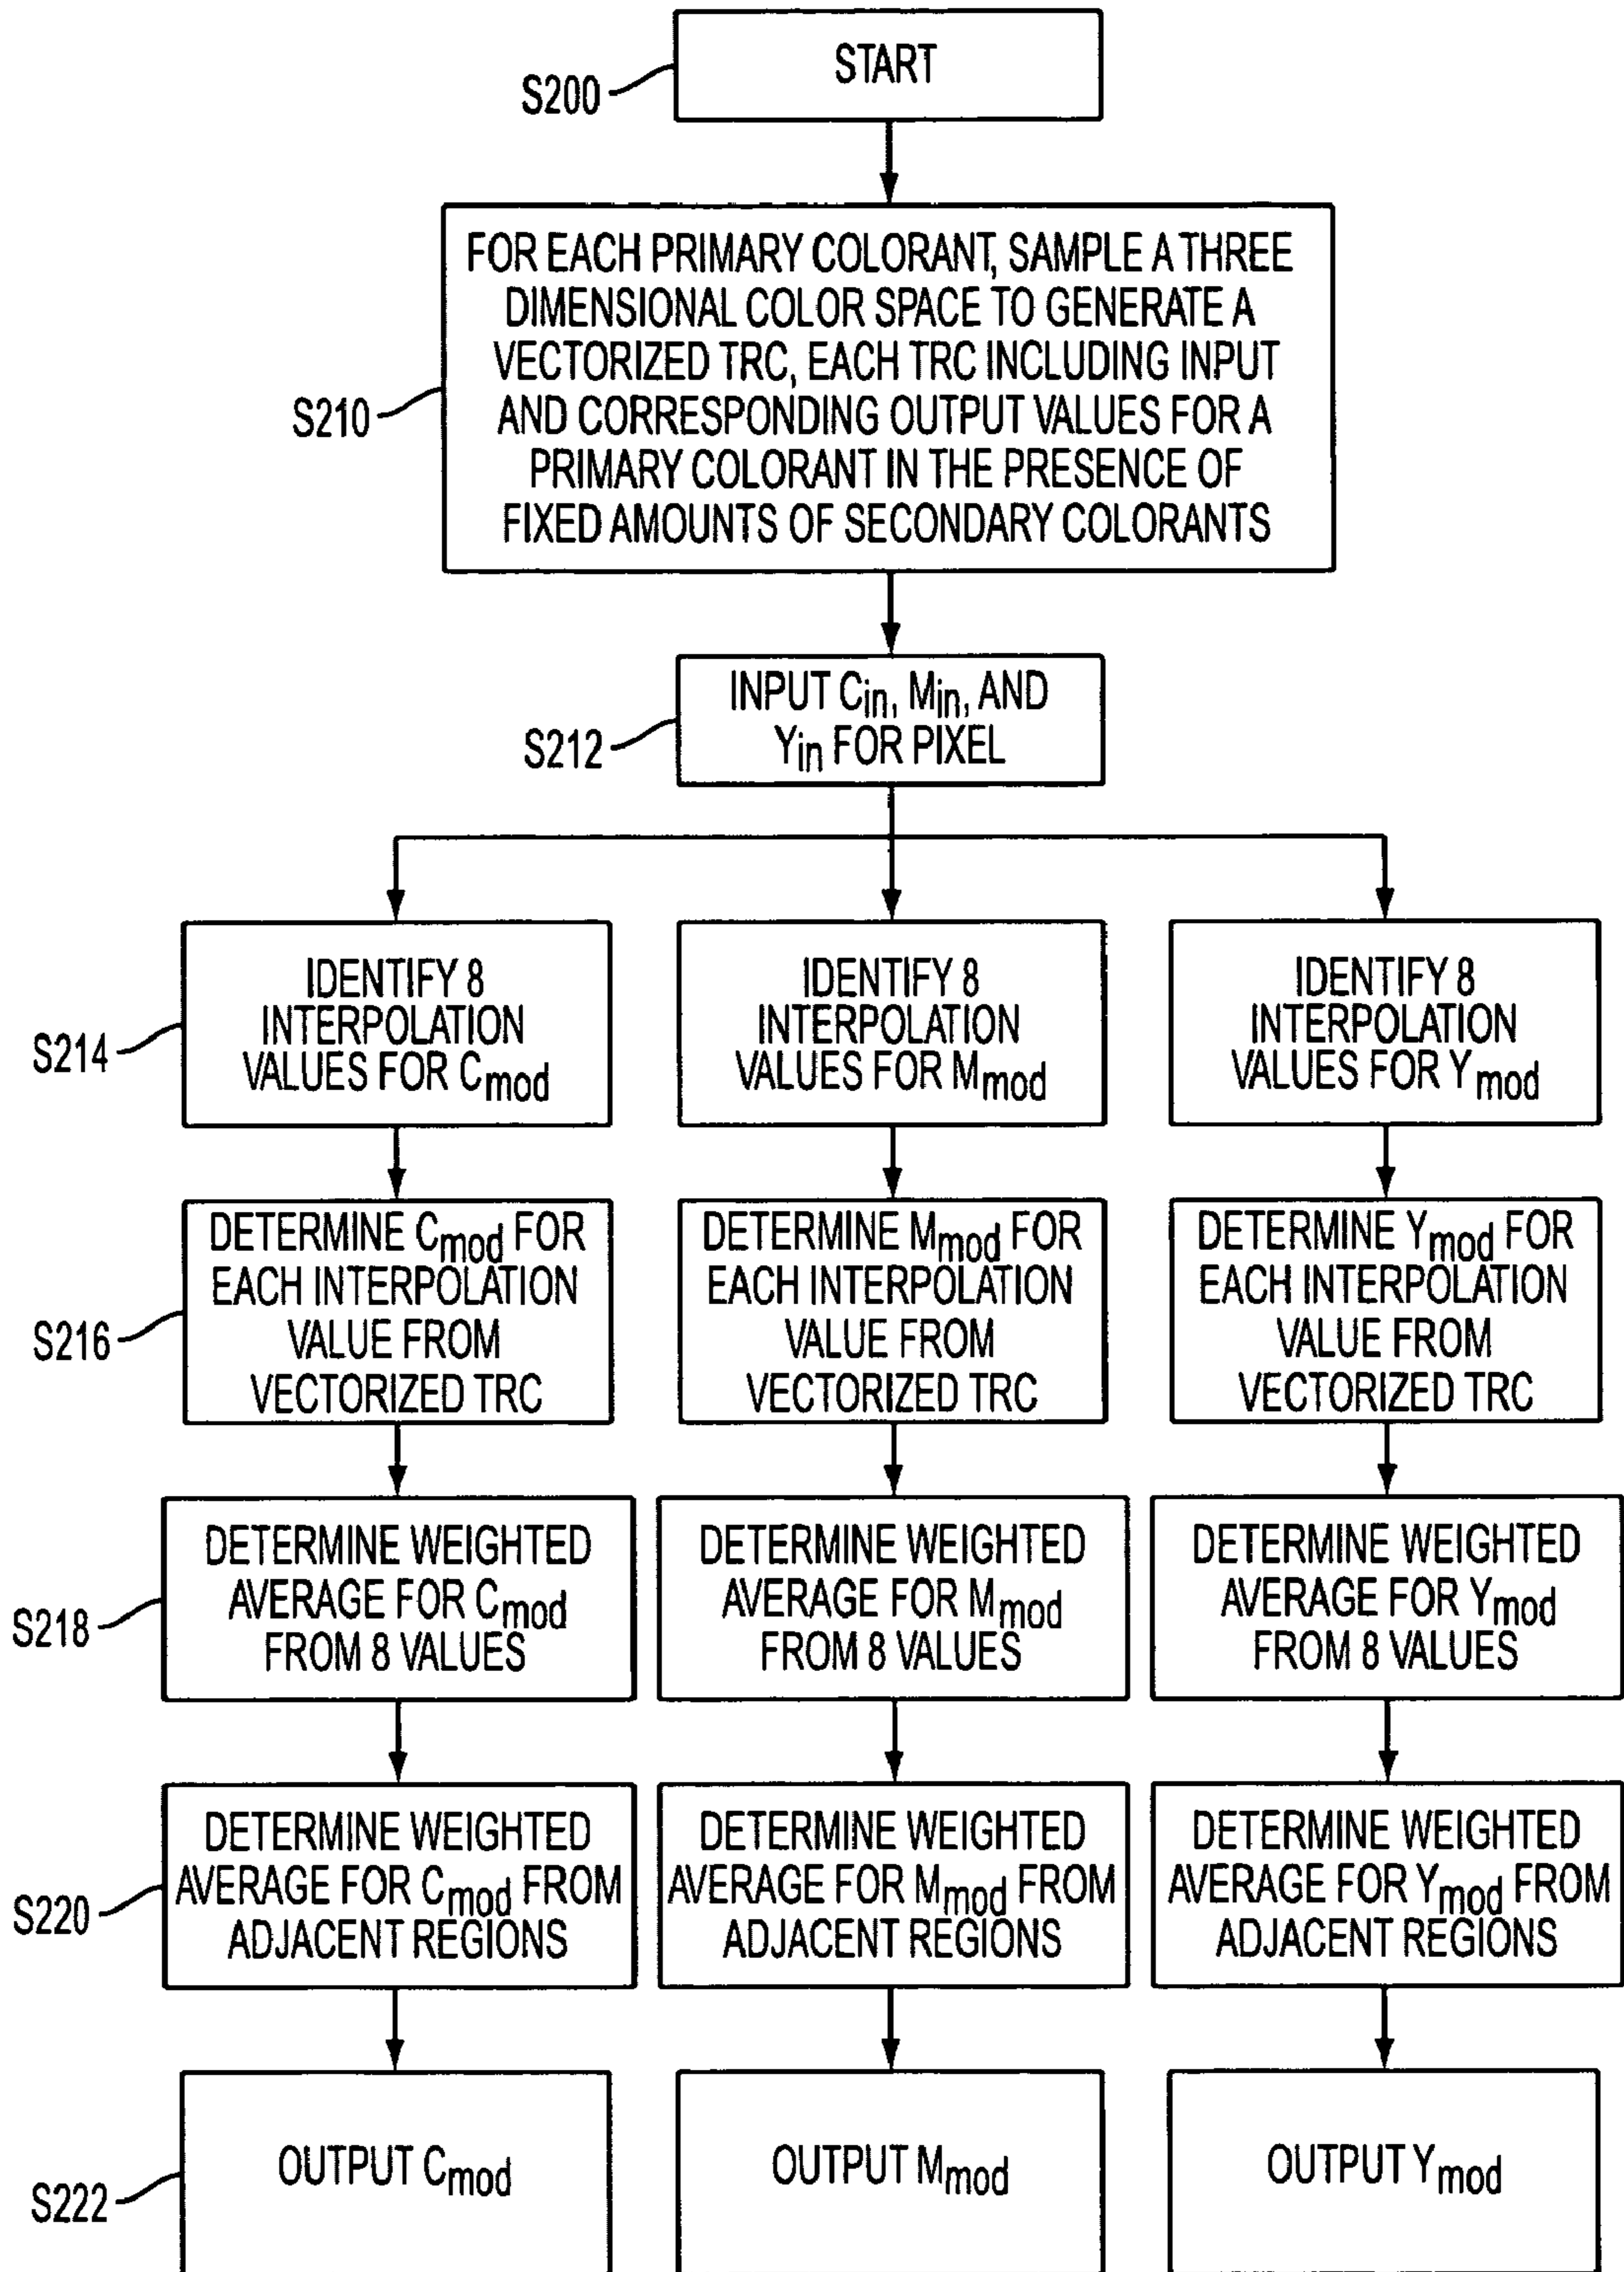 START
S200
FOR EACH PRIMARY COLORANT, SAMPLE A THREE
DIMENSIONAL COLOR SPACE TO GENERATE A
VECTORIZED TRC, EACH TRC INCLUDING INPUT
AND CORRESPONDING OUTPUT VALUES FOR A
PRIMARY COLORANT IN THE PRESENCE OF
FIXED AMOUNTS OF SECONDARY COLORANTS
S210
INPUT Cin, Min, AND
Yin FOR PIXEL
S212
IDENTIFY 8
INTERPOLATION
VALUES FOR Cmod
IDENTIFY 8
INTERPOLATION
VALUES FOR Mmod
IDENTIFY 8
INTERPOLATION
VALUES FOR Ymod
S214
DETERMINE Cmod FOR
EACH INTERPOLATION
VALUE FROM
VECTORIZED TRC
DETERMINE Mmod FOR
EACH INTERPOLATION
VALUE FROM
VECTORIZED TRC
DETERMINE Ymod FOR
EACH INTERPOLATION
VALUE FROM
VECTORIZED TRC
S216
DETERMINE WEIGHTED
AVERAGE FOR Cmod
FROM 8 VALUES
DETERMINE WEIGHTED
AVERAGE FOR Mmod
FROM 8 VALUES
DETERMINE WEIGHTED
AVERAGE FOR Ymod
FROM 8 VALUES
S218
DETERMINE WEIGHTED
AVERAGE FOR Cmod FROM
ADJACENT REGIONS
DETERMINE WEIGHTED
AVERAGE FOR Mmod FROM
ADJACENT REGIONS
DETERMINE WEIGHTED
AVERAGE FOR Ymod FROM
ADJACENT REGIONS
S220
OUTPUT Cmod
OUTPUT Mmod
OUTPUT Ymod
S222